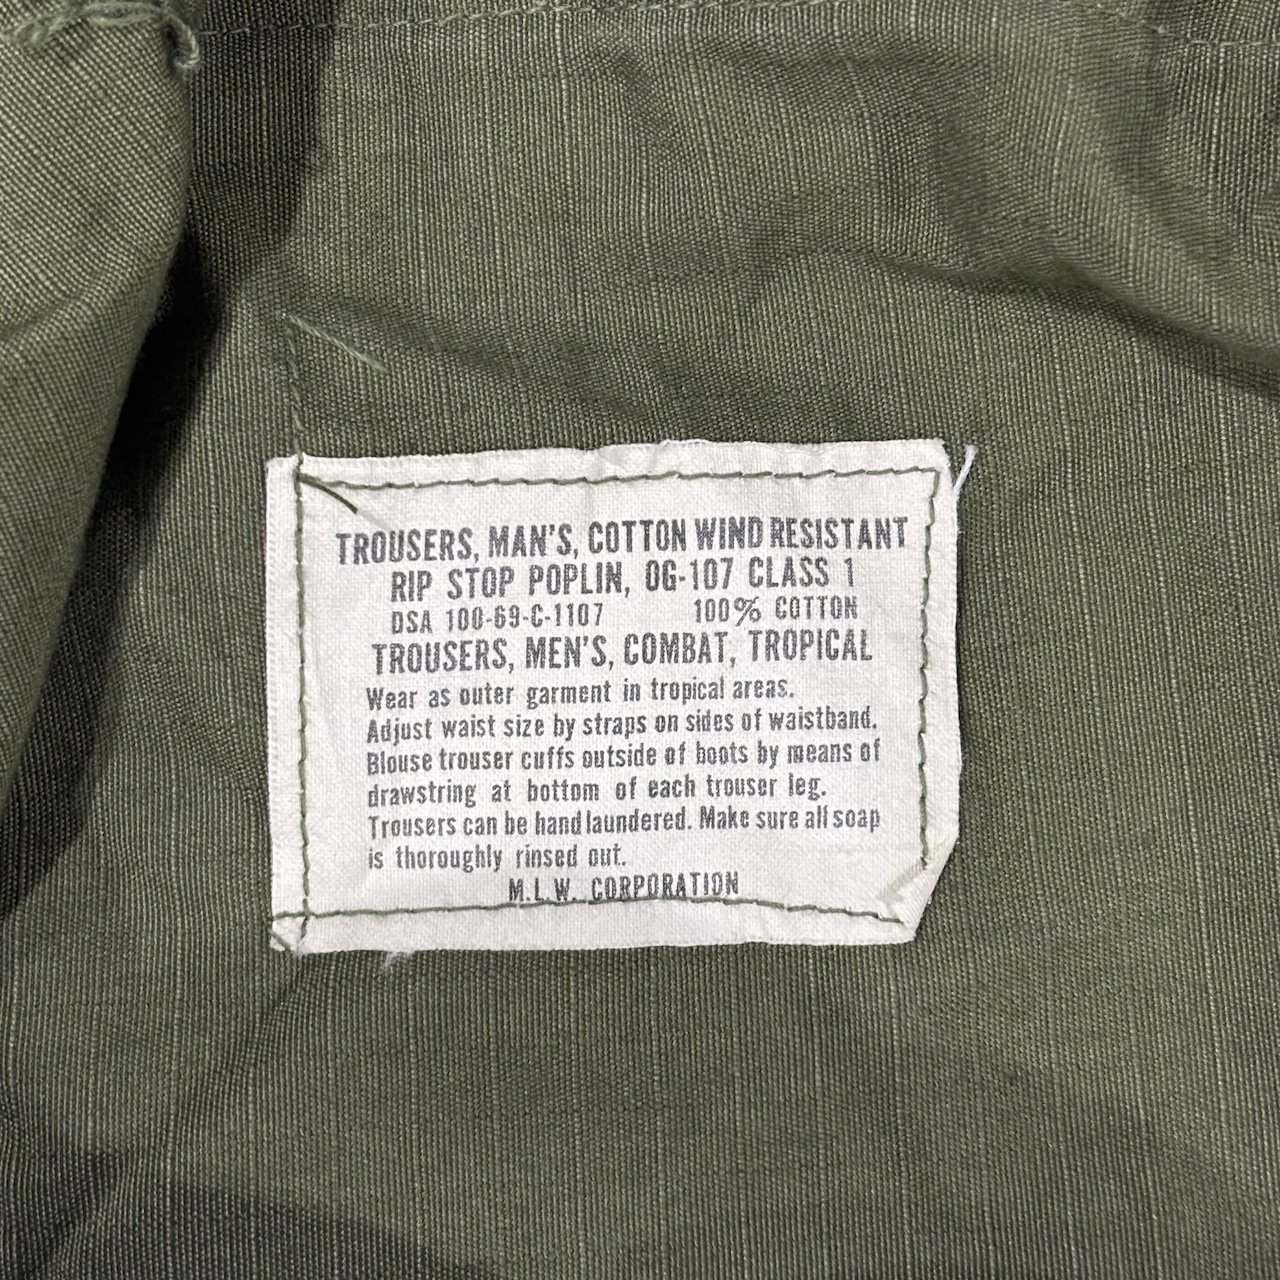 TROUSERS, MAN'S, COTTON WIND RESISTANT
RIP STOP POPLIN, OG-107 CLASS 1
DSA 100-69-C-1107 100% COTTON
TROUSERS, MEN'S, COMBAT, TROPICAL
Wear as outer garment in tropical areas.
Adjust waist size by straps on sides of waistband.
Blouse trouser cuffs outside of boots by means of
drawstring at bottom of each trouser leg.
Trousers can be hand laundered. Make sure all soap
is thoroughly rinsed out.
M.L.W. CORPORATION